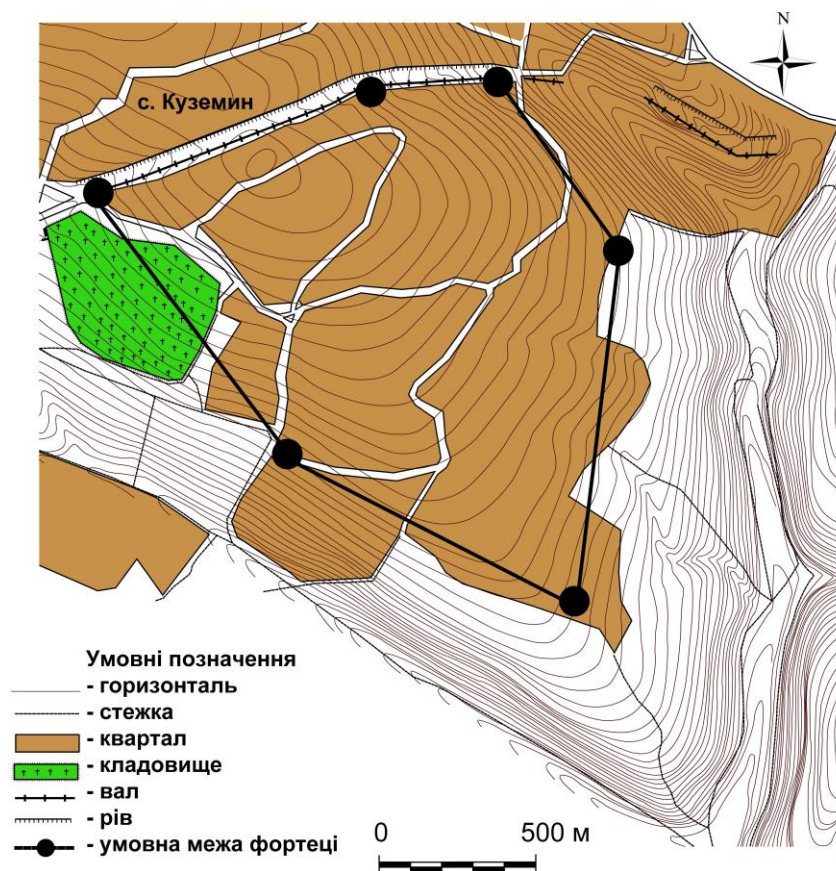 N
с. Куземин
Умовні позначення
- горизонталь
- стежка
- квартал
- кладовище
- вал
- рів
- умовна межа фортеці
0 500 м